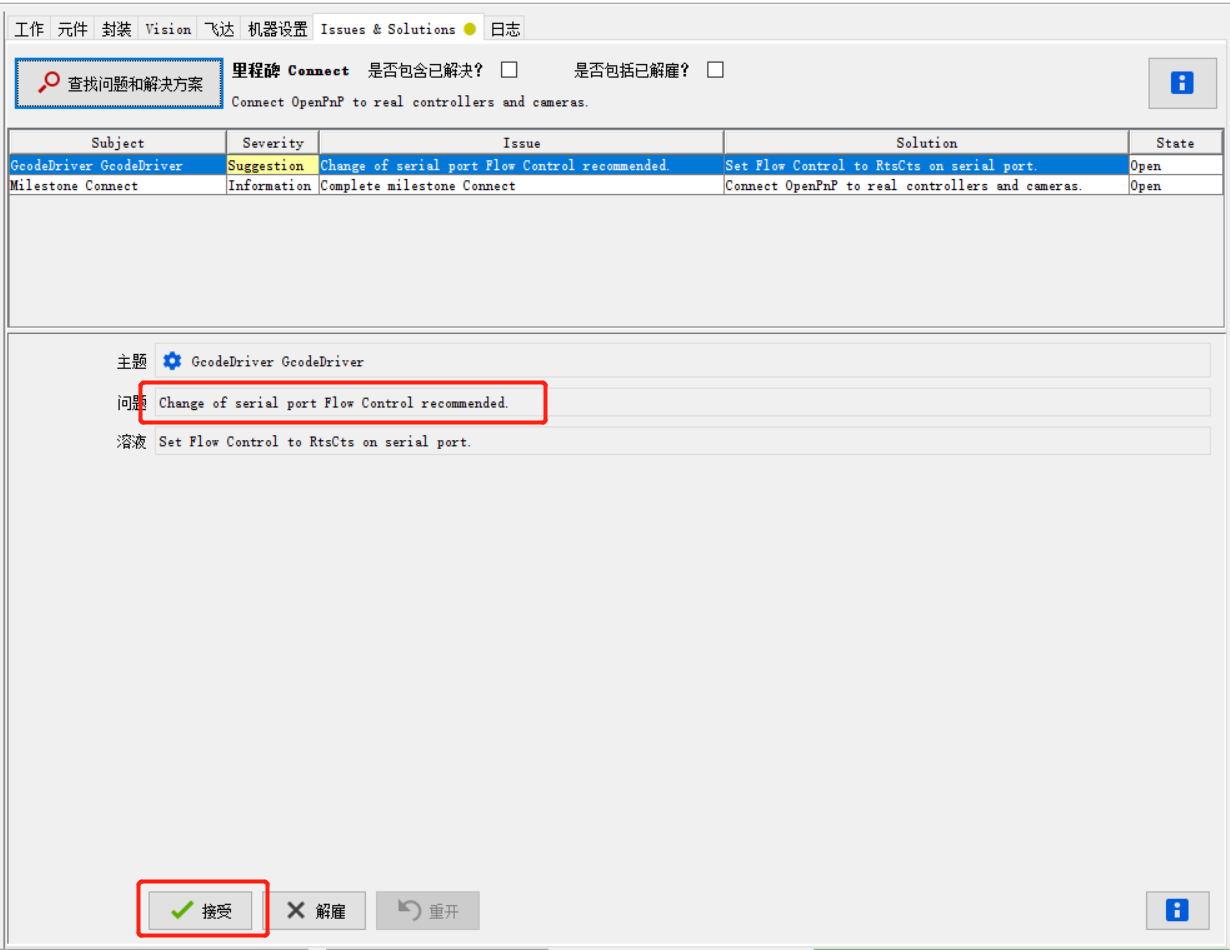 工作 元件 封装 Vision 飞达 机器设置 Issues & Solutions 日志
查找问题和解决方案
里程碑 Connect 是否包含已解决? 是否包括已解雇?
Connect OpenPnP to real controllers and cameras.
Subject Severity Issue Solution State
GcodeDriver GcodeDriver Suggestion Change of serial port Flow Control recommended. Set Flow Control to RtsCts on serial port. Open
Milestone Connect Information Complete milestone Connect Connect OpenPnP to real controllers and cameras. Open
主题 GcodeDriver GcodeDriver
问题 Change of serial port Flow Control recommended.
溶液 Set Flow Control to RtsCts on serial port.
接受 解雇 重开